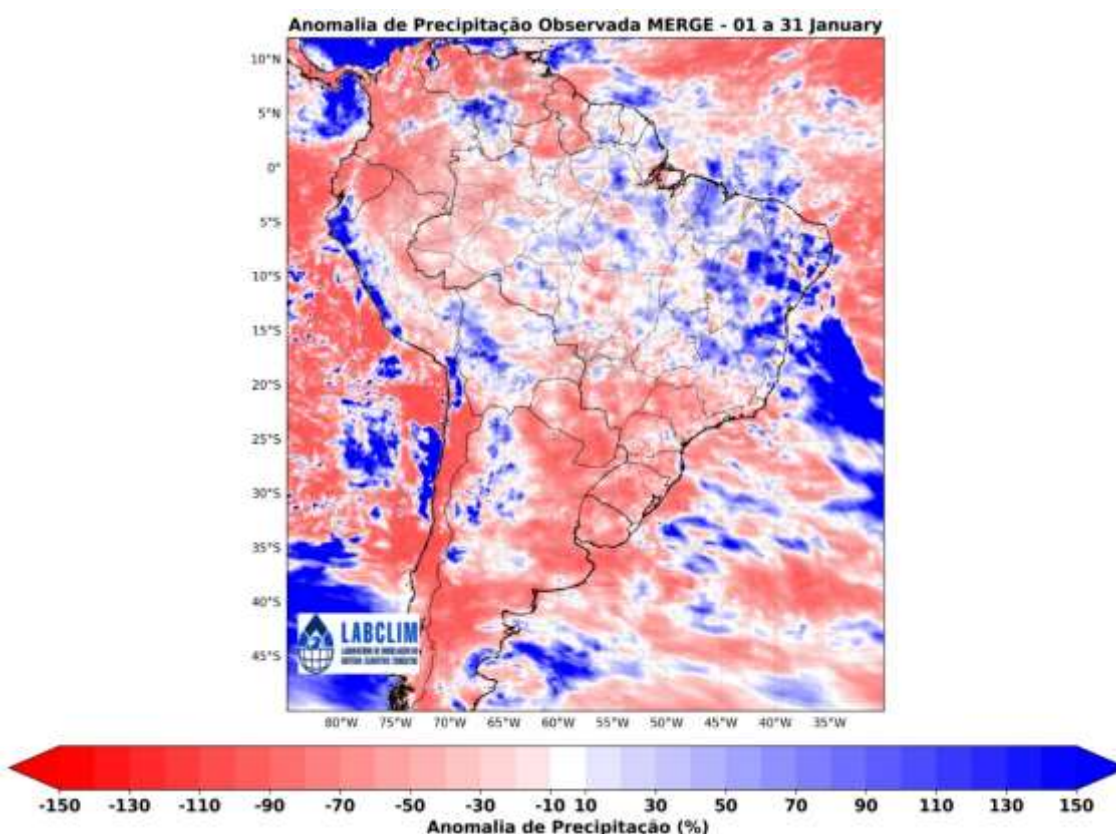 Anomalia de Precipitação Observada MERGE - 01 a 31 January
10°N
5°N
0°
5°S
10°S
15°S
20°S
25°S
30°S
35°S
40°S
45°S
LABCLIM
80°W 75°W 70°W 65°W 60°W 55°W 50°W 45°W 40°W 35°W
-150 -130 -110 -90 -70 -50 -30 -10 10 30 50 70 90 110 130 150
Anomalia de Precipitação (%)